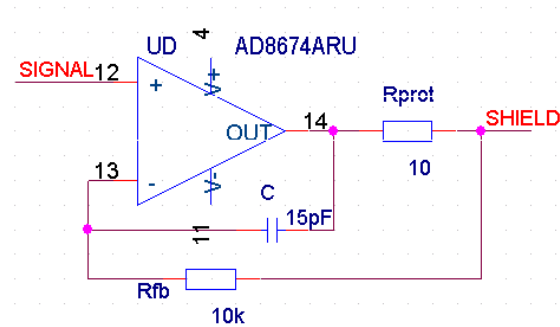 UD
4
AD8674ARU
SIGNAL
12
+
V+
Rprot
SHIELD
OUT
14
10
13
-
V-
C
15pF
11
Rfb
10k